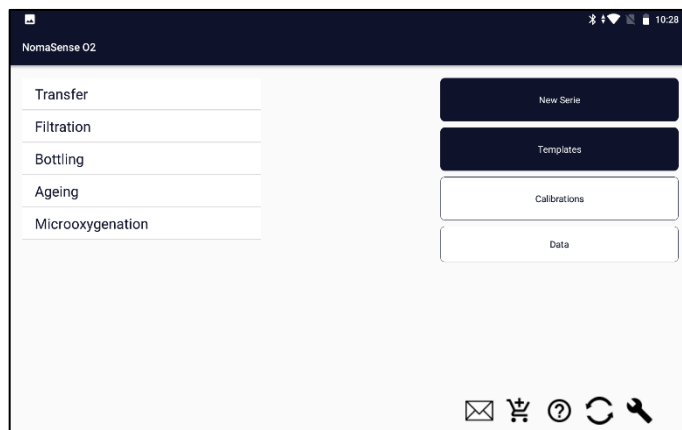 10:28
NomaSense O2
Transfer
Filtration
Bottling
Ageing
Microoxygenation
New Serie
Templates
Calibrations
Data